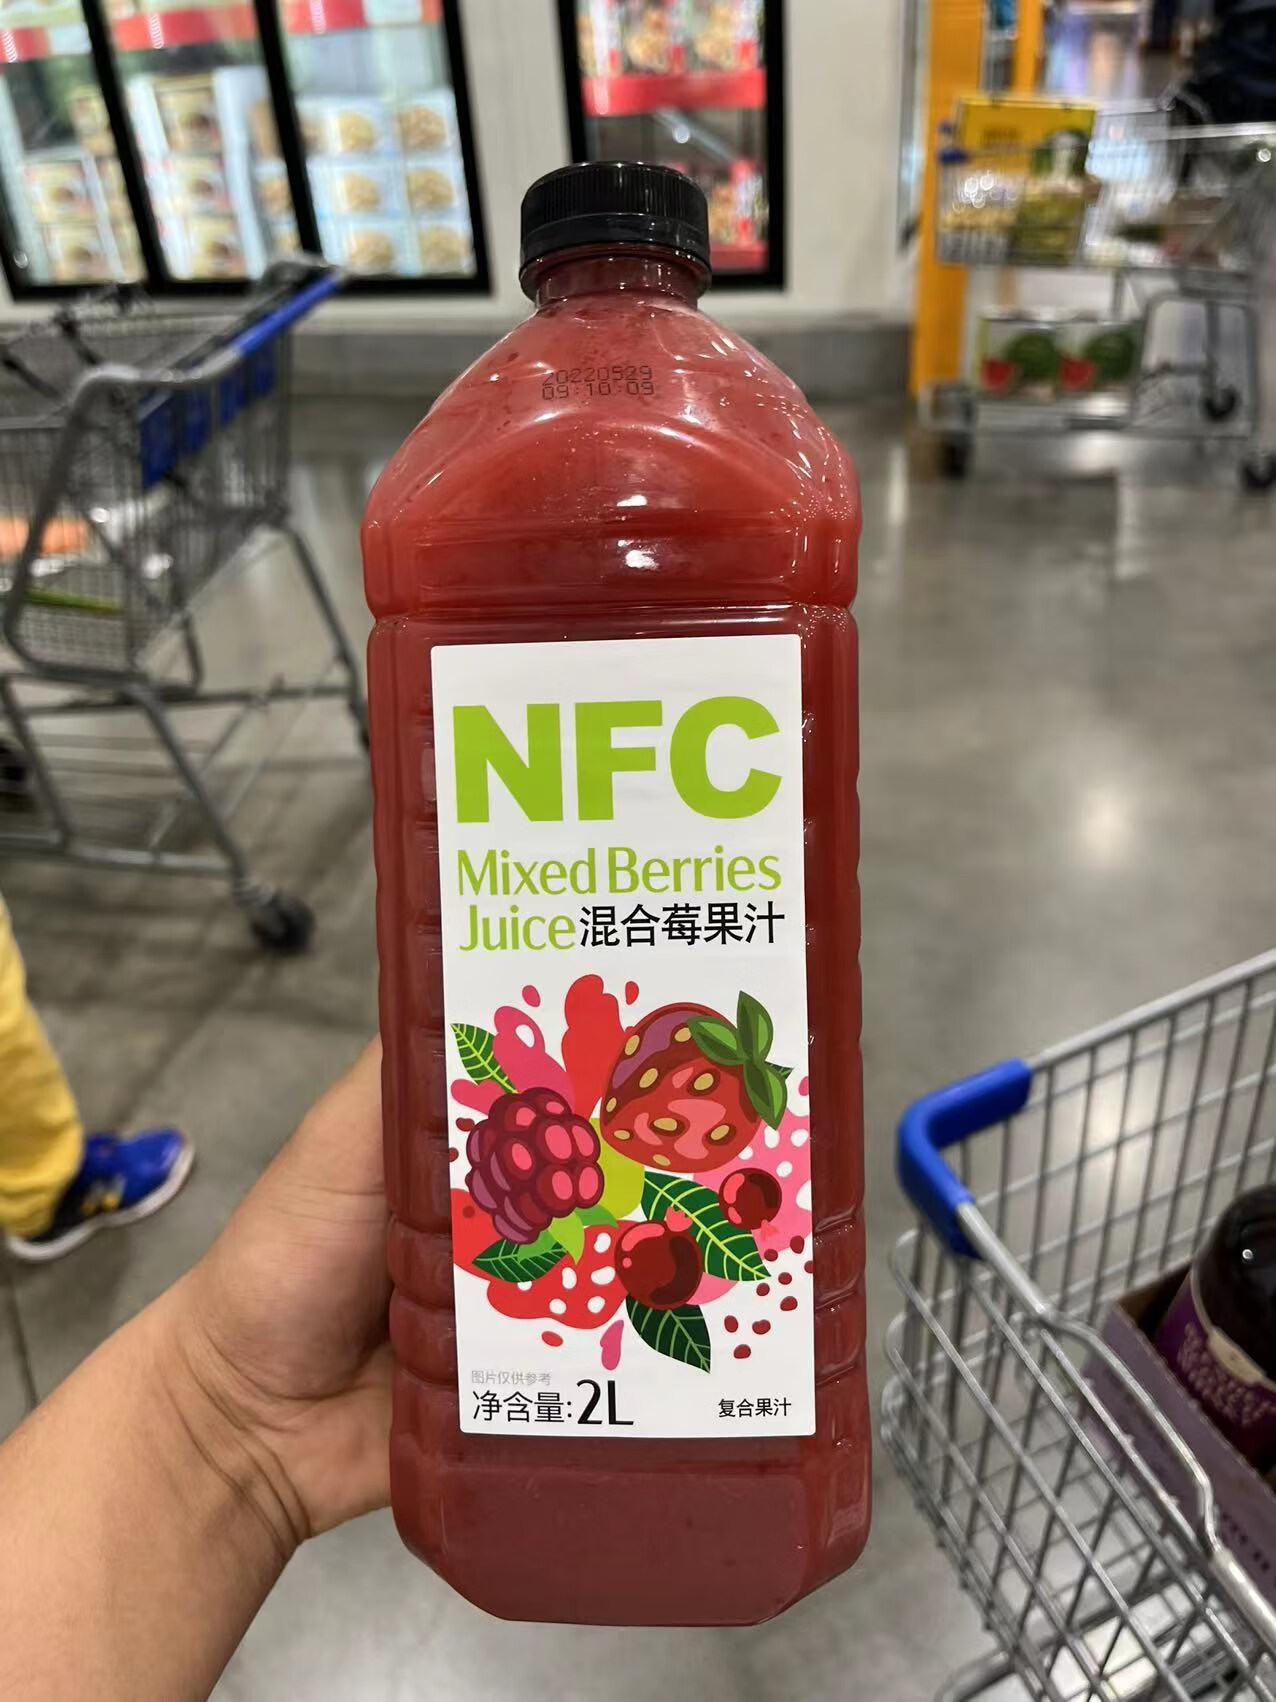 20220529
09:10:09
NFC
Mixed Berries
Juice混合莓果汁
图片仅供参考
净含量:2L
复合果汁